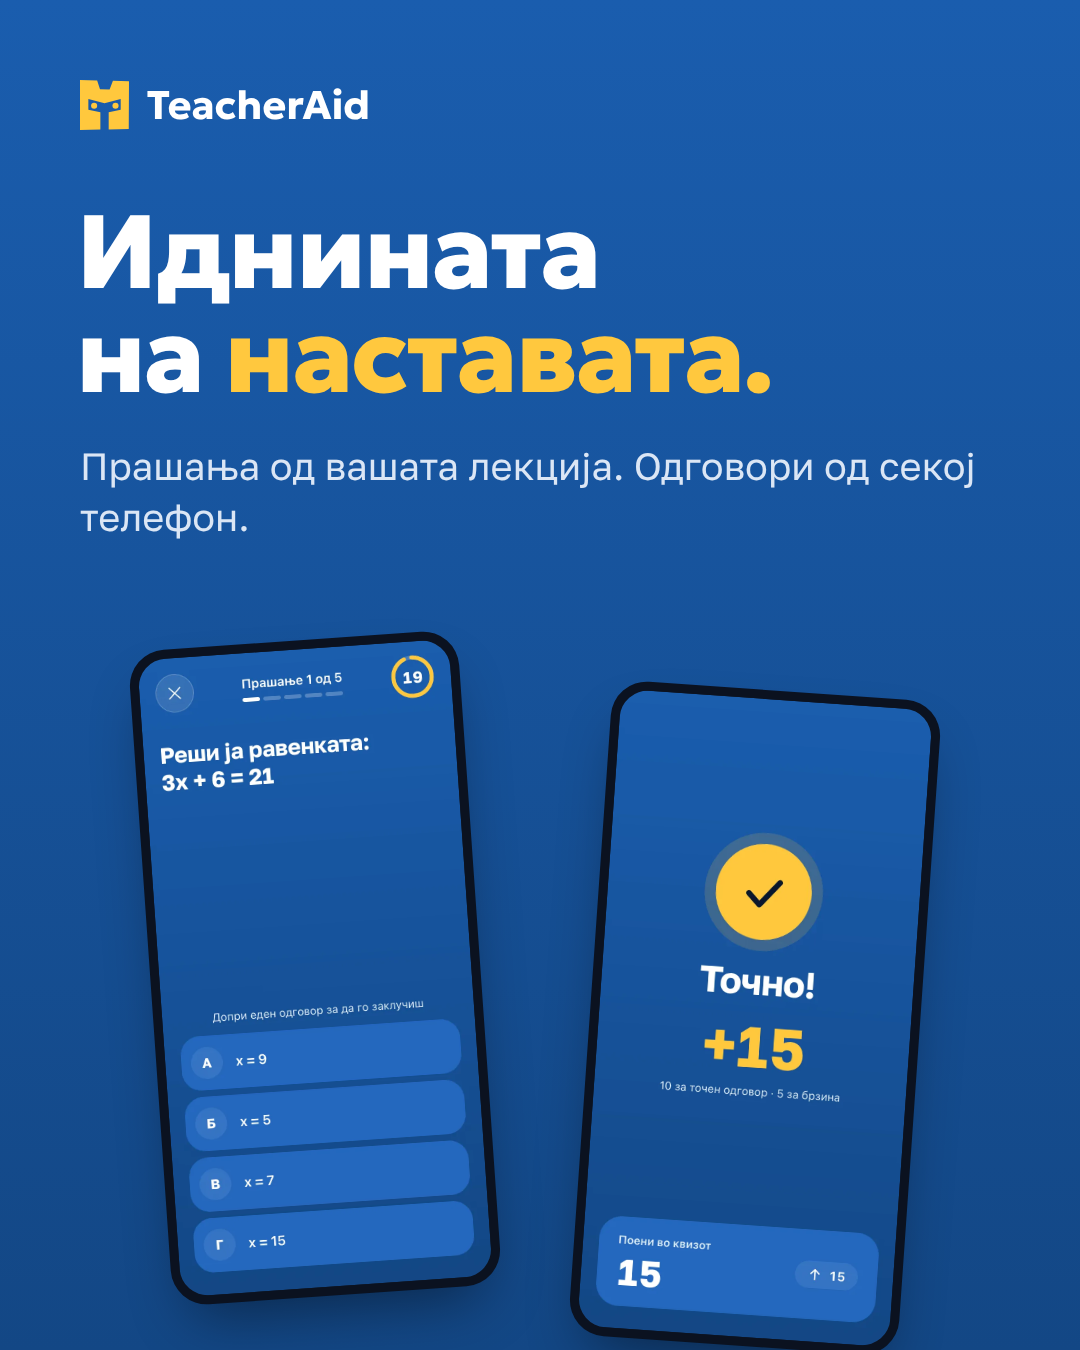 TeacherAid
Иднината
на наставата.
Прашања од вашата лекција. Одговори од секој
телефон.
Прашање 1 од 5
19
Реши ја равенката:
3x + 6 = 21
Допри еден одговор за да го заклучиш
А x = 9
Б x = 5
В x = 7
Г x = 15
Точно!
+15
10 за точен одговор · 5 за брзина
Поени во квизот
15
↑ 15